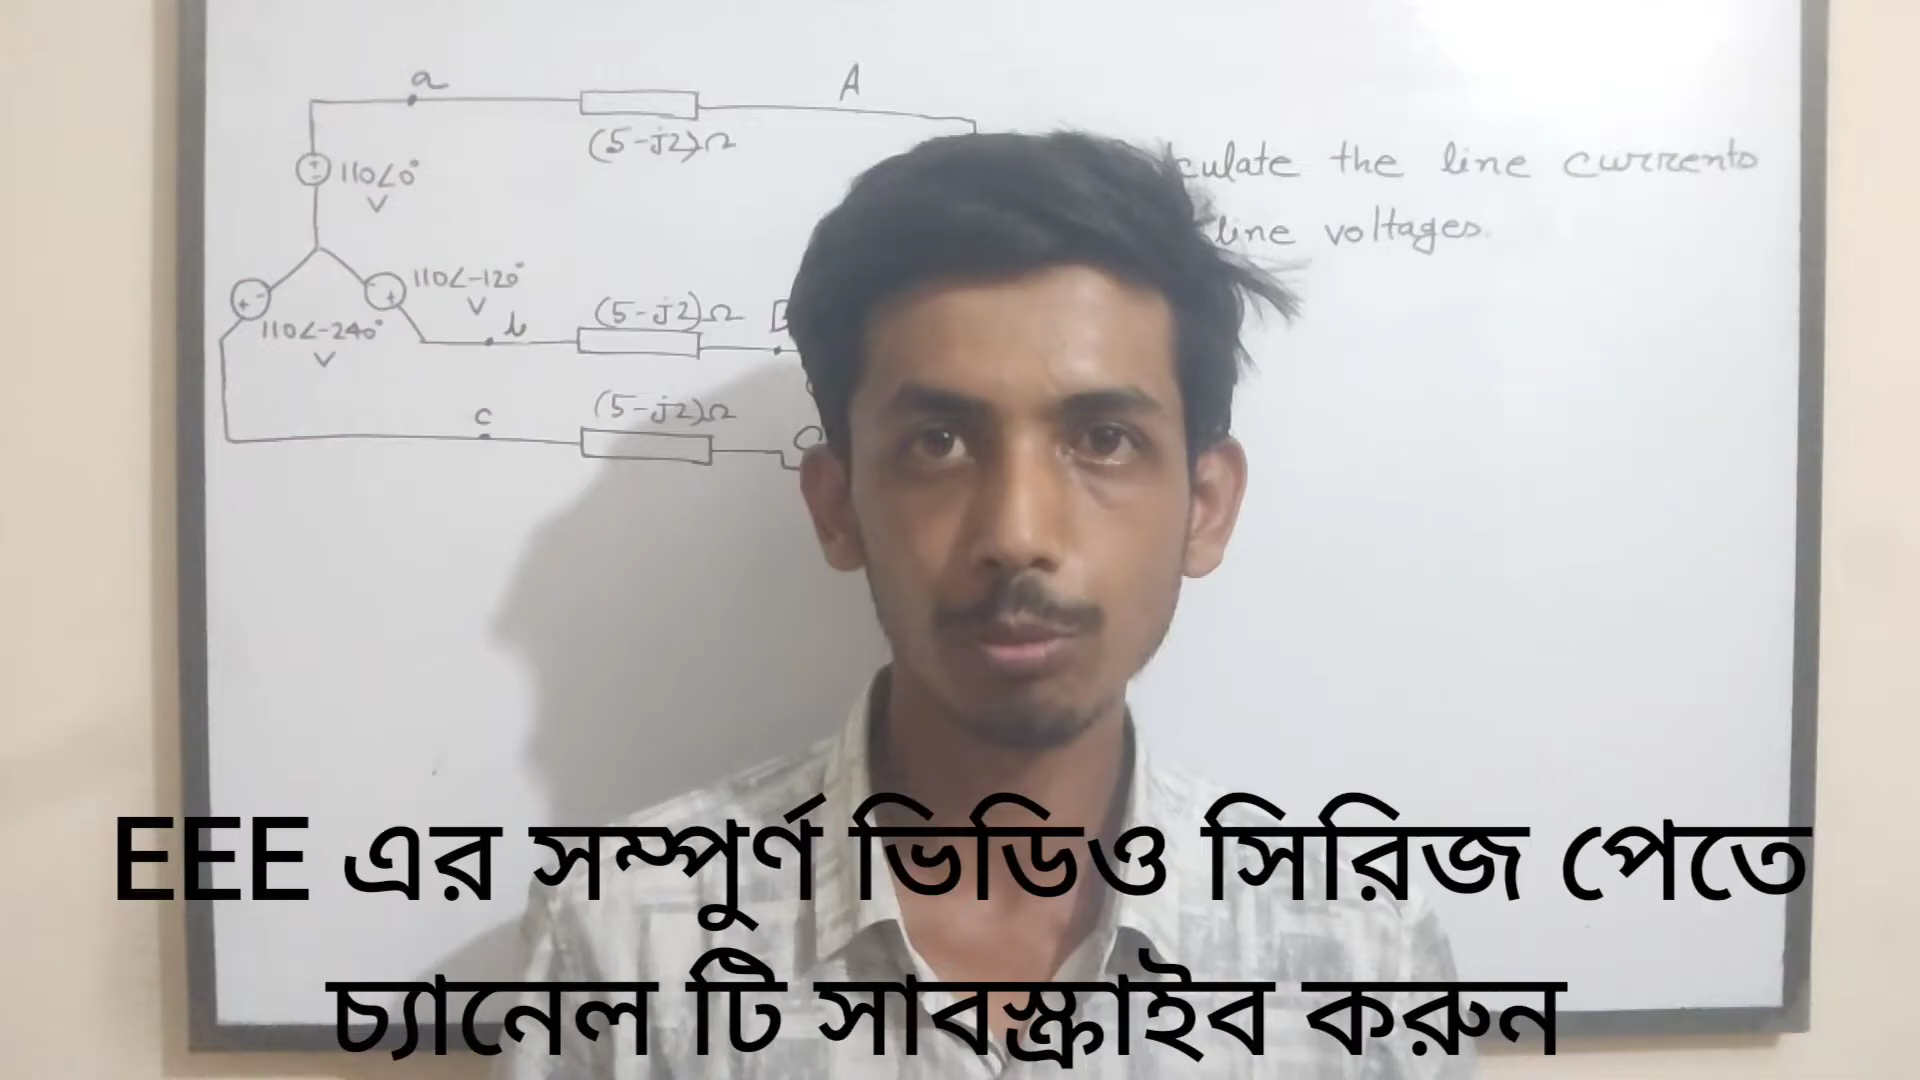 a
A
(5-j2)Ω
culate the line currents
110∠0°
V
line voltages.
110∠-120°
V
(5-j2)Ω
b
110∠-240°
V
(5-j2)Ω
c
EEE এর সম্পুর্ণ ভিডিও সিরিজ পেতে
চ্যানেল টি সাবস্ক্রাইব করুন